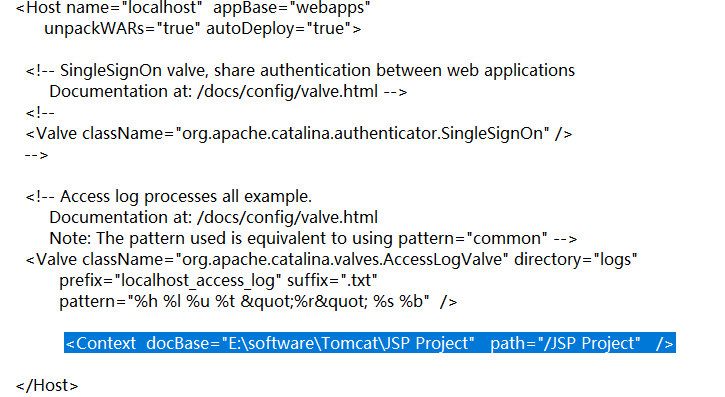 <Host name="localhost"  appBase="webapps"
unpackWARs="true" autoDeploy="true">
<!-- SingleSignOn valve, share authentication between web applications
Documentation at: /docs/config/valve.html -->
<!--
<Valve className="org.apache.catalina.authenticator.SingleSignOn" />
-->
<!-- Access log processes all example.
Documentation at: /docs/config/valve.html
Note: The pattern used is equivalent to using pattern="common" -->
<Valve className="org.apache.catalina.valves.AccessLogValve" directory="logs"
prefix="localhost_access_log" suffix=".txt"
pattern="%h %l %u %t &quot;%r&quot; %s %b"  />
<Context  docBase="E:\software\Tomcat\JSP Project"   path="/JSP Project"   />
</Host>